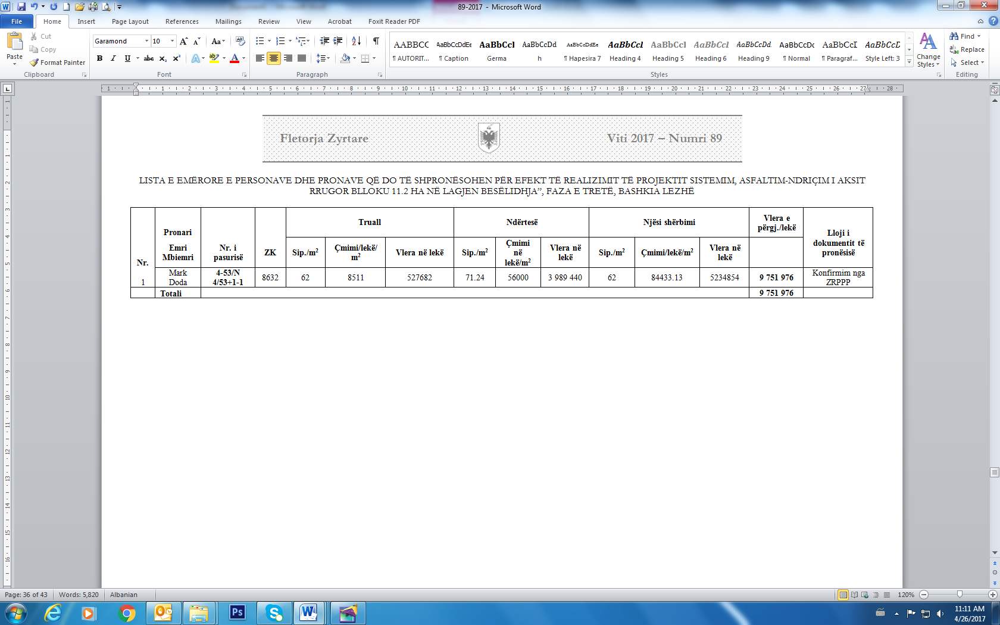 89-2017 - Microsoft Word
File Home Insert Page Layout References Mailings Review View Acrobat Foxit Reader PDF
Paste
Cut
Copy
Format Painter
Clipboard
Garamond 10
Font
Paragraph
AABBCC AaBbCcDdEe AaBbCcI AaBbCcDd. AaBbCcDdEe AaBbCcI AaBbCcI AaBbCcI AaBbCcDd. AaBbCcDc AaBbCcI AaBbCcD
¶ AUTORIT... ¶ Caption Germa h ¶ Hapesira 7 Heading 4 Heading 5 Heading 6 Heading 9 ¶ Normal ¶ Paragraf... Style Left: 3
Styles
Change Styles
Find
Replace
Select
Editing
Fletorja Zyrtare Viti 2017 – Numri 89
LISTA E EMËRORE E PERSONAVE DHE PRONAVE QË DO TË SHPRONËSOHEN PËR EFEKT TË REALIZIMIT TË PROJEKTIT SISTEMIM, ASFALTIM-NDRIÇIM I AKSIT
RRUGOR BLLOKU 11.2 HA NË LAGJEN BESËLIDHJA”, FAZA E TRETË, BASHKIA LEZHË
Nr. Pronari Emri Mbiemri Nr. i pasurisë ZK Truall Ndërtesë Njësi shërbimi Vlera e përgj./lekë Lloji i dokumentit të pronësisë
Sip./m² Çmimi/lekë/m² Vlera në lekë Sip./m² Çmimi në lekë/m² Vlera në lekë Sip./m² Çmimi/lekë/m² Vlera në lekë
1 Mark Doda 4-53/N 4/53+1-1 8632 62 8511 527682 71.24 56000 3 989 440 62 84433.13 5234854 9 751 976 Konfirmim nga ZRPPP
Totali 9 751 976
Page: 36 of 43 Words: 5,820 Albanian 120%
11:11 AM
4/26/2017